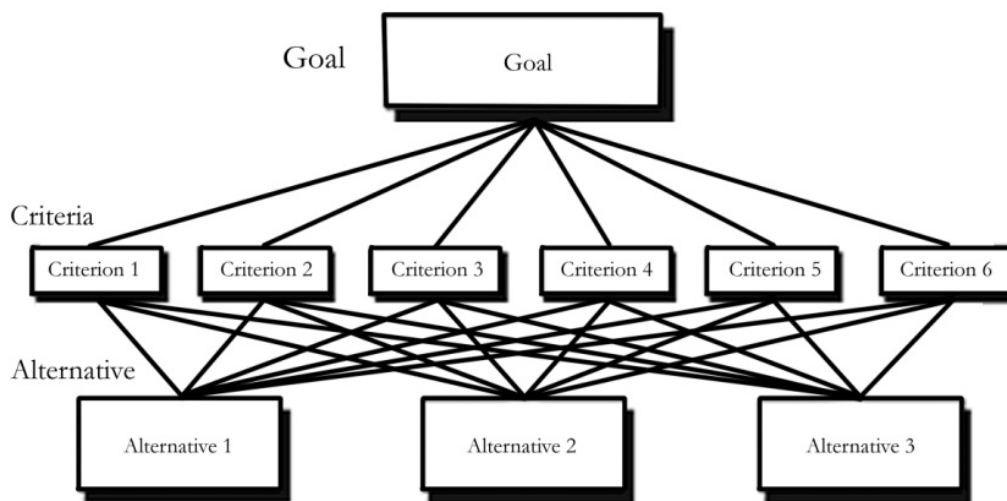 Goal
Goal
Criteria
Criterion 1
Criterion 2
Criterion 3
Criterion 4
Criterion 5
Criterion 6
Alternative
Alternative 1
Alternative 2
Alternative 3